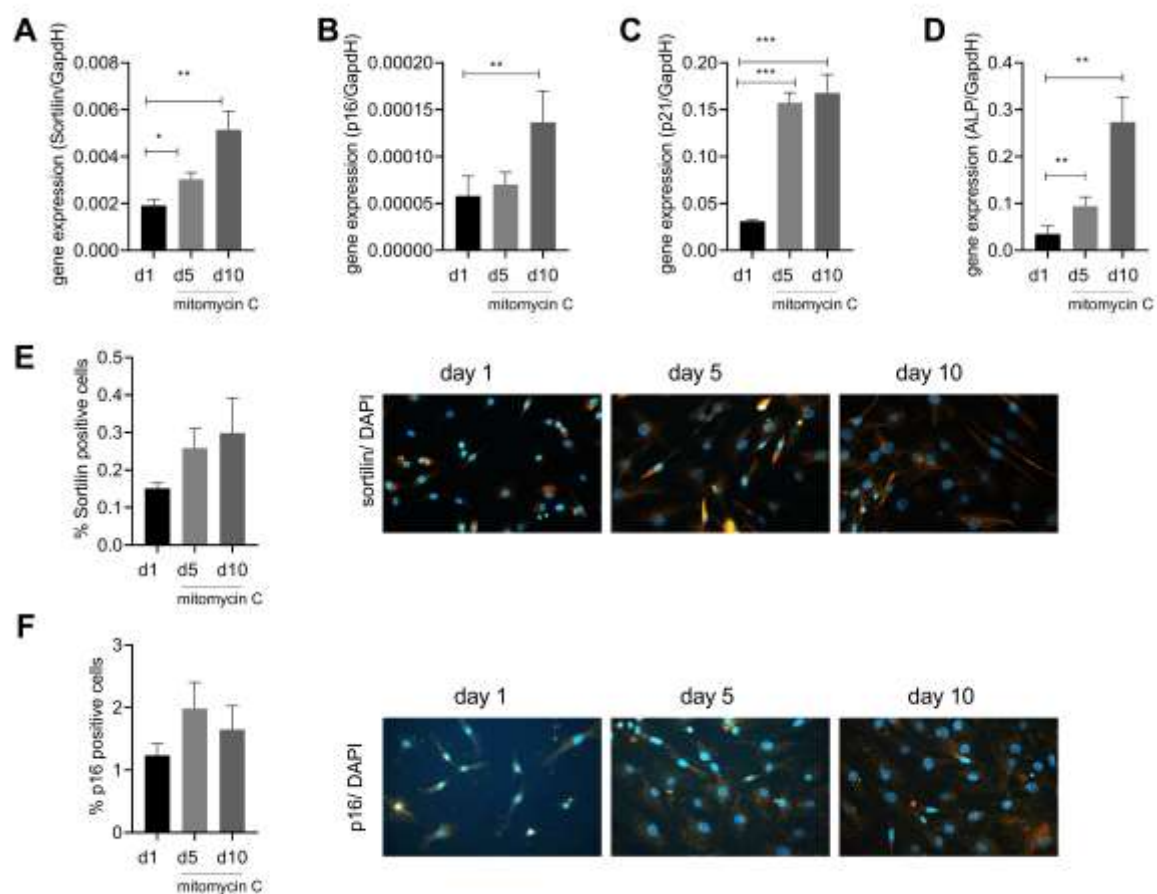 A
gene expression (Sortilin/GapdH)
0.008
0.006
0.004
0.002
0.000
**
*
d1 d5 d10
mitomycin C
B
gene expression (p16/GapdH)
0.00020
0.00015
0.00010
0.00005
0.00000
**
d1 d5 d10
mitomycin C
C
gene expression (p21/GapdH)
0.20
0.15
0.10
0.05
0.00
***
***
d1 d5 d10
mitomycin C
D
gene expression (ALP/GapdH)
0.4
0.3
0.2
0.1
0.0
**
**
d1 d5 d10
mitomycin C
E
% Sortilin positive cells
0.5
0.4
0.3
0.2
0.1
0.0
d1 d5 d10
mitomycin C
day 1 day 5 day 10
sortilin/ DAPI
F
% p16 positive cells
3
2
1
0
d1 d5 d10
mitomycin C
day 1 day 5 day 10
p16/ DAPI